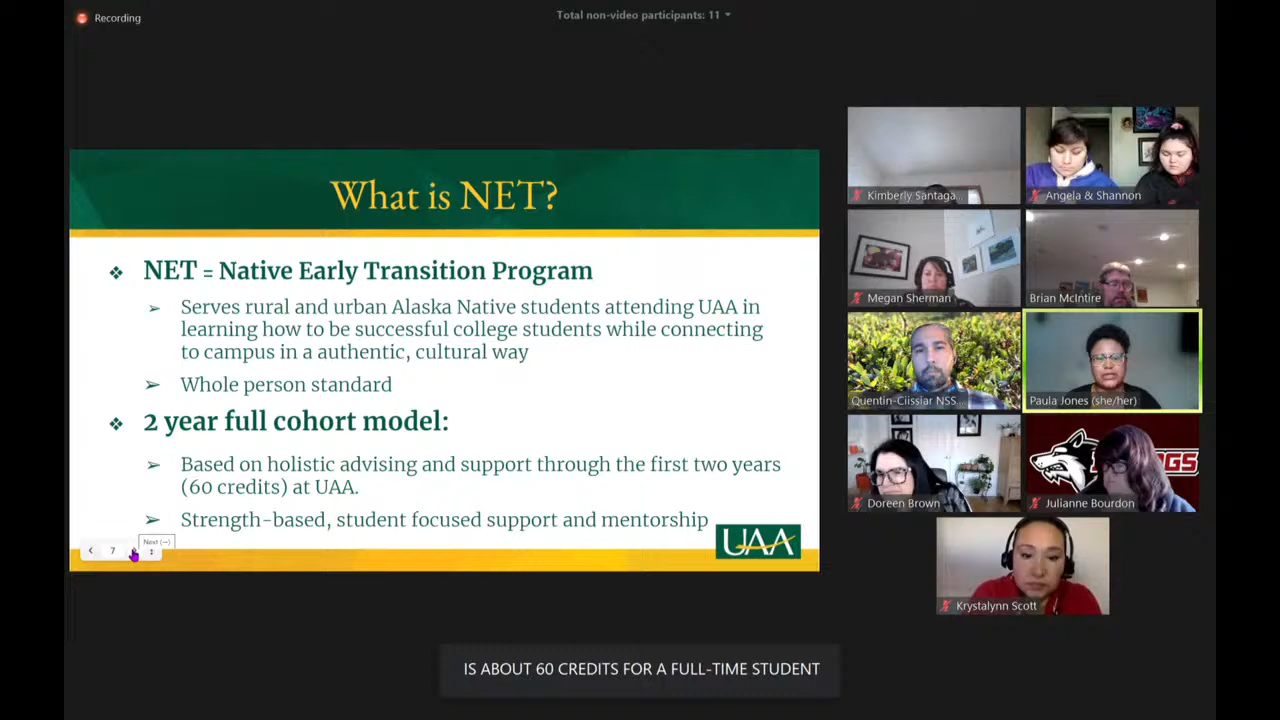 Recording
Total non-video participants: 11
What is NET?
NET = Native Early Transition Program
Serves rural and urban Alaska Native students attending UAA in
learning how to be successful college students while connecting
to campus in a authentic, cultural way
Whole person standard
2 year full cohort model:
Based on holistic advising and support through the first two years
(60 credits) at UAA.
Strength-based, student focused support and mentorship
UAA
7
Next (→)
Kimberly Santaga...
Angela & Shannon
Megan Sherman
Brian McIntire
Quentin-Ciissiar NSS...
Paula Jones (she/her)
Doreen Brown
Julianne Bourdon
Krystalynn Scott
IS ABOUT 60 CREDITS FOR A FULL-TIME STUDENT